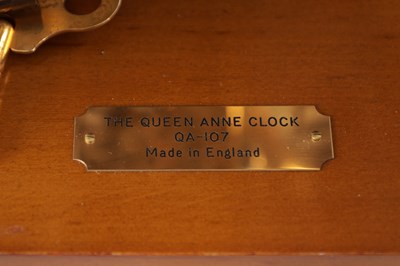 THE QUEEN ANNE CLOCK
QA-107
Made in England